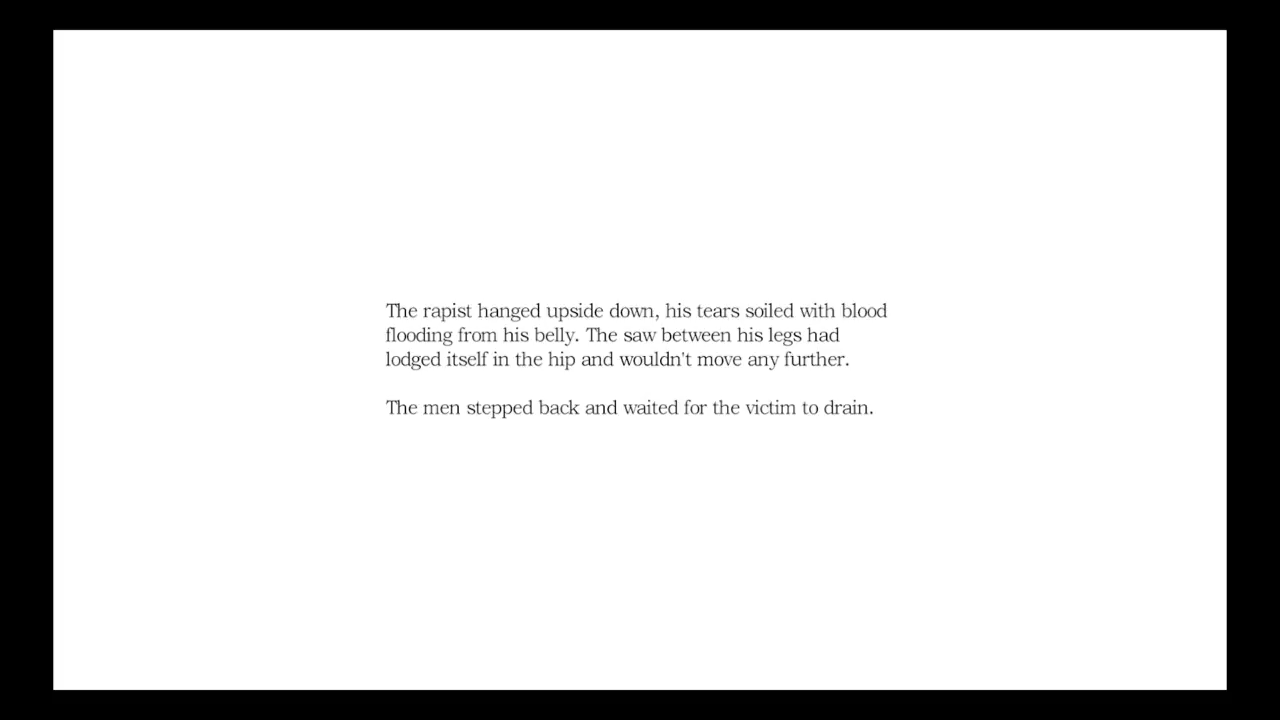 The rapist hanged upside down, his tears soiled with blood
flooding from his belly. The saw between his legs had
lodged itself in the hip and wouldn't move any further.
The men stepped back and waited for the victim to drain.